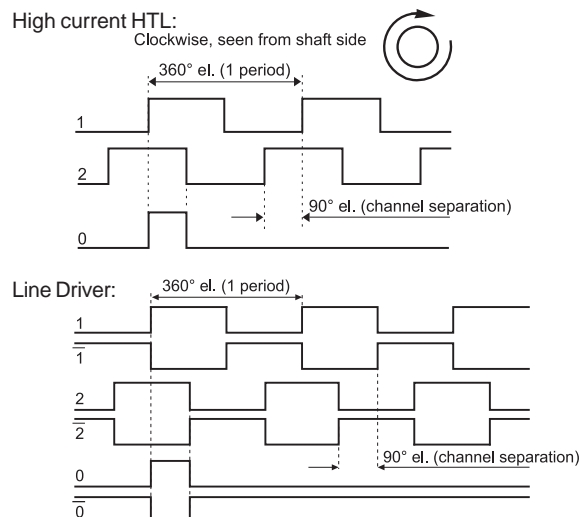 High current HTL:
Clockwise, seen from shaft side
360° el. (1 period)
1
2
90° el. (channel separation)
0
Line Driver:
360° el. (1 period)
1
1̅
2
2̅
90° el. (channel separation)
0
0̅